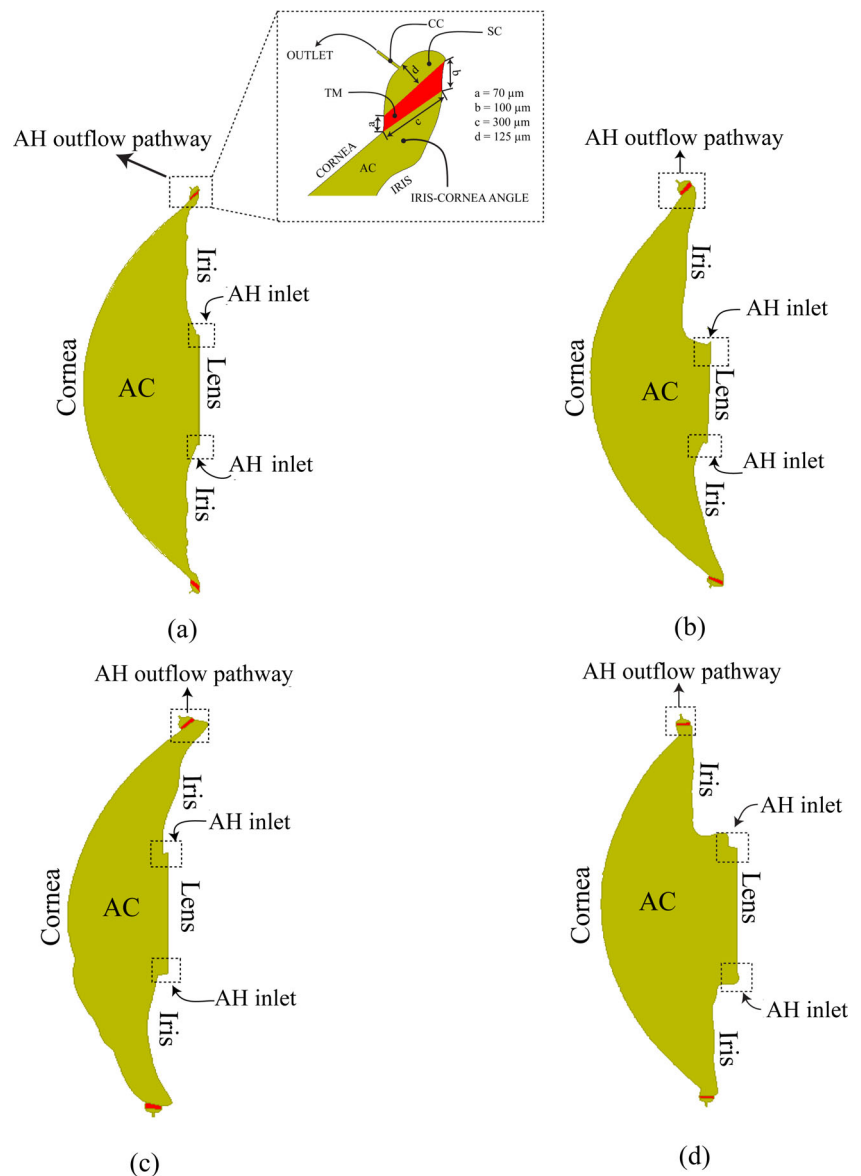 CC
SC
OUTLET
d
b
TM
a = 70 µm
b = 100 µm
c = 300 µm
d = 125 µm
a
c
CORNEA
AC
IRIS
IRIS-CORNEA ANGLE
AH outflow pathway
Iris
AH inlet
Cornea
AC
Lens
AH inlet
Iris
(a)
AH outflow pathway
Iris
AH inlet
Cornea
AC
Lens
AH inlet
Iris
(b)
AH outflow pathway
Iris
AH inlet
Cornea
AC
Lens
AH inlet
Iris
(c)
AH outflow pathway
Iris
AH inlet
Cornea
AC
Lens
AH inlet
Iris
(d)